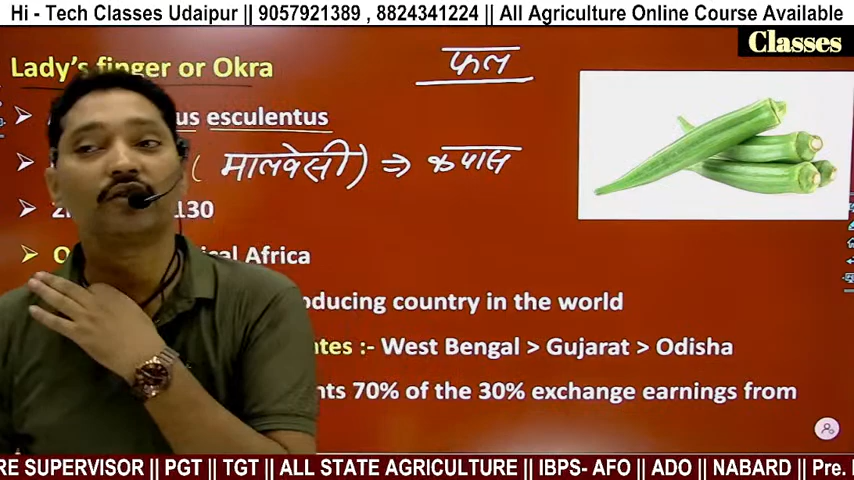 Hi - Tech Classes Udaipur || 9057921389 , 8824341224 || All Agriculture Online Course Available
Classes
Lady's finger or Okra
फल
us esculentus
( मालवेसी) ⇒ कपास
130
cal Africa
oducing country in the world
tes :- West Bengal > Gujarat > Odisha
nts 70% of the 30% exchange earnings from
RE SUPERVISOR || PGT || TGT || ALL STATE AGRICULTURE || IBPS- AFO || ADO || NABARD || Pre.